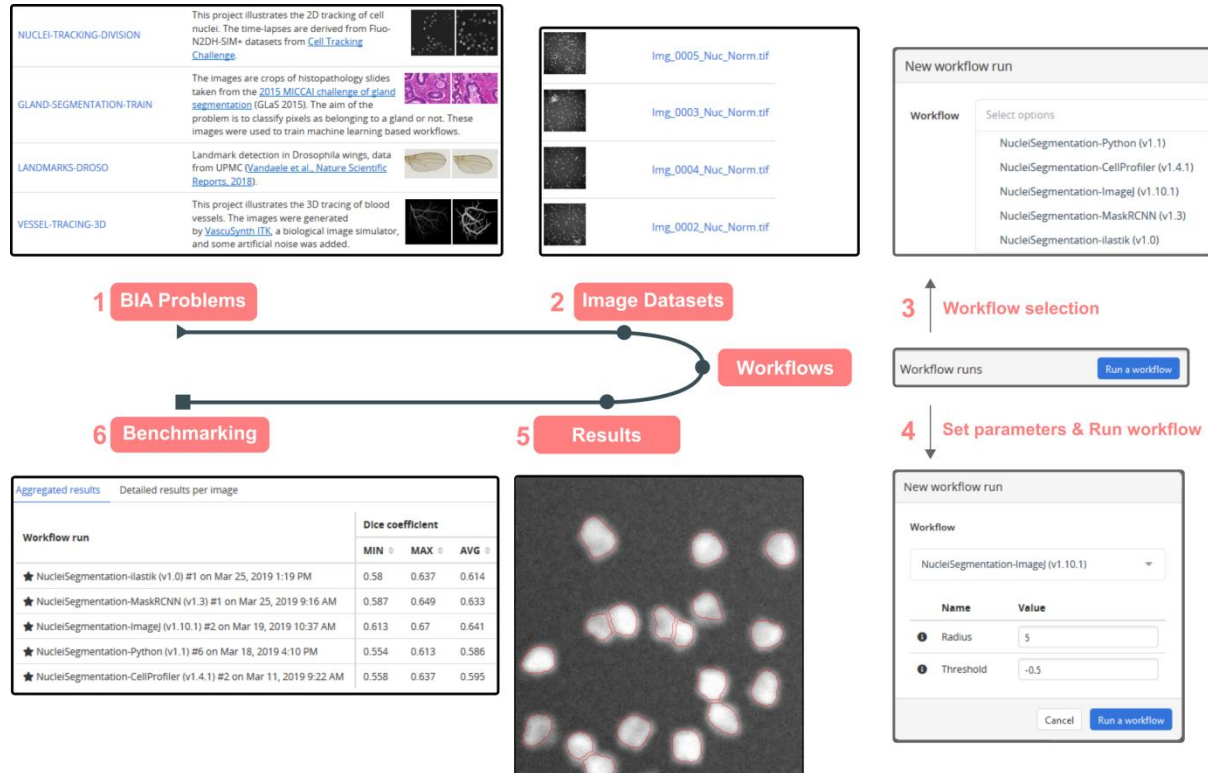 NUCLEI-TRACKING-DIVISION
This project illustrates the 2D tracking of cell
nuclei. The time-lapses are derived from Fluo-
N2DH-SIM+ datasets from Cell Tracking
Challenge.
GLAND-SEGMENTATION-TRAIN
The images are crops of histopathology slides
taken from the 2015 MICCAI challenge of gland
segmentation (GLaS 2015). The aim of the
problem is to classify pixels as belonging to a gland or not. These
images were used to train machine learning based workflows.
LANDMARKS-DROSO
Landmark detection in Drosophila wings, data
from UPMC (Vandaele et al., Nature Scientific
Reports, 2018).
VESSEL-TRACING-3D
This project illustrates the 3D tracing of blood
vessels. The images were generated
by VascuSynth ITK, a biological image simulator,
and some artificial noise was added.
Img_0005_Nuc_Norm.tif
Img_0003_Nuc_Norm.tif
Img_0004_Nuc_Norm.tif
Img_0002_Nuc_Norm.tif
New workflow run
Workflow
Select options
NucleiSegmentation-Python (v1.1)
NucleiSegmentation-CellProfiler (v1.4.1)
NucleiSegmentation-ImageJ (v1.10.1)
NucleiSegmentation-MaskRCNN (v1.3)
NucleiSegmentation-ilastik (v1.0)
1 BIA Problems
2 Image Datasets
3 Workflow selection
Workflows
Workflow runs
Run a workflow
6 Benchmarking
5 Results
4 Set parameters & Run workflow
Aggregated results Detailed results per image
Workflow run
Dice coefficient
MIN MAX AVG
NucleiSegmentation-ilastik (v1.0) #1 on Mar 25, 2019 1:19 PM 0.58 0.637 0.614
NucleiSegmentation-MaskRCNN (v1.3) #1 on Mar 25, 2019 9:16 AM 0.587 0.649 0.633
NucleiSegmentation-ImageJ (v1.10.1) #2 on Mar 19, 2019 10:37 AM 0.613 0.67 0.641
NucleiSegmentation-Python (v1.1) #6 on Mar 18, 2019 4:10 PM 0.554 0.613 0.586
NucleiSegmentation-CellProfiler (v1.4.1) #2 on Mar 11, 2019 9:22 AM 0.558 0.637 0.595
New workflow run
Workflow
NucleiSegmentation-ImageJ (v1.10.1)
Name Value
Radius 5
Threshold -0.5
Cancel Run a workflow